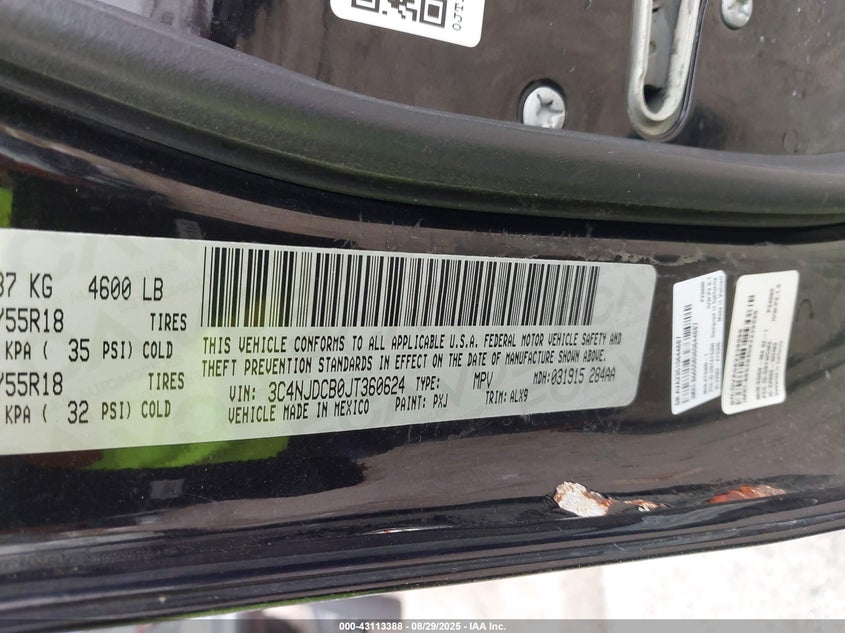 37 KG 4600 LB
/55R18 TIRES
KPA ( 35 PSI) COLD
/55R18 TIRES
KPA ( 32 PSI) COLD
THIS VEHICLE CONFORMS TO ALL APPLICABLE U.S.A. FEDERAL MOTOR VEHICLE SAFETY AND
THEFT PREVENTION STANDARDS IN EFFECT ON THE DATE OF MANUFACTURE SHOWN ABOVE.
VIN: 3C4NJDCB0JT360624 TYPE: MPV MDH: 031915 284AA
VEHICLE MADE IN MEXICO PAINT: PXJ TRIM: ALX9
000-43113388 - 08/29/2025 - IAA Inc.